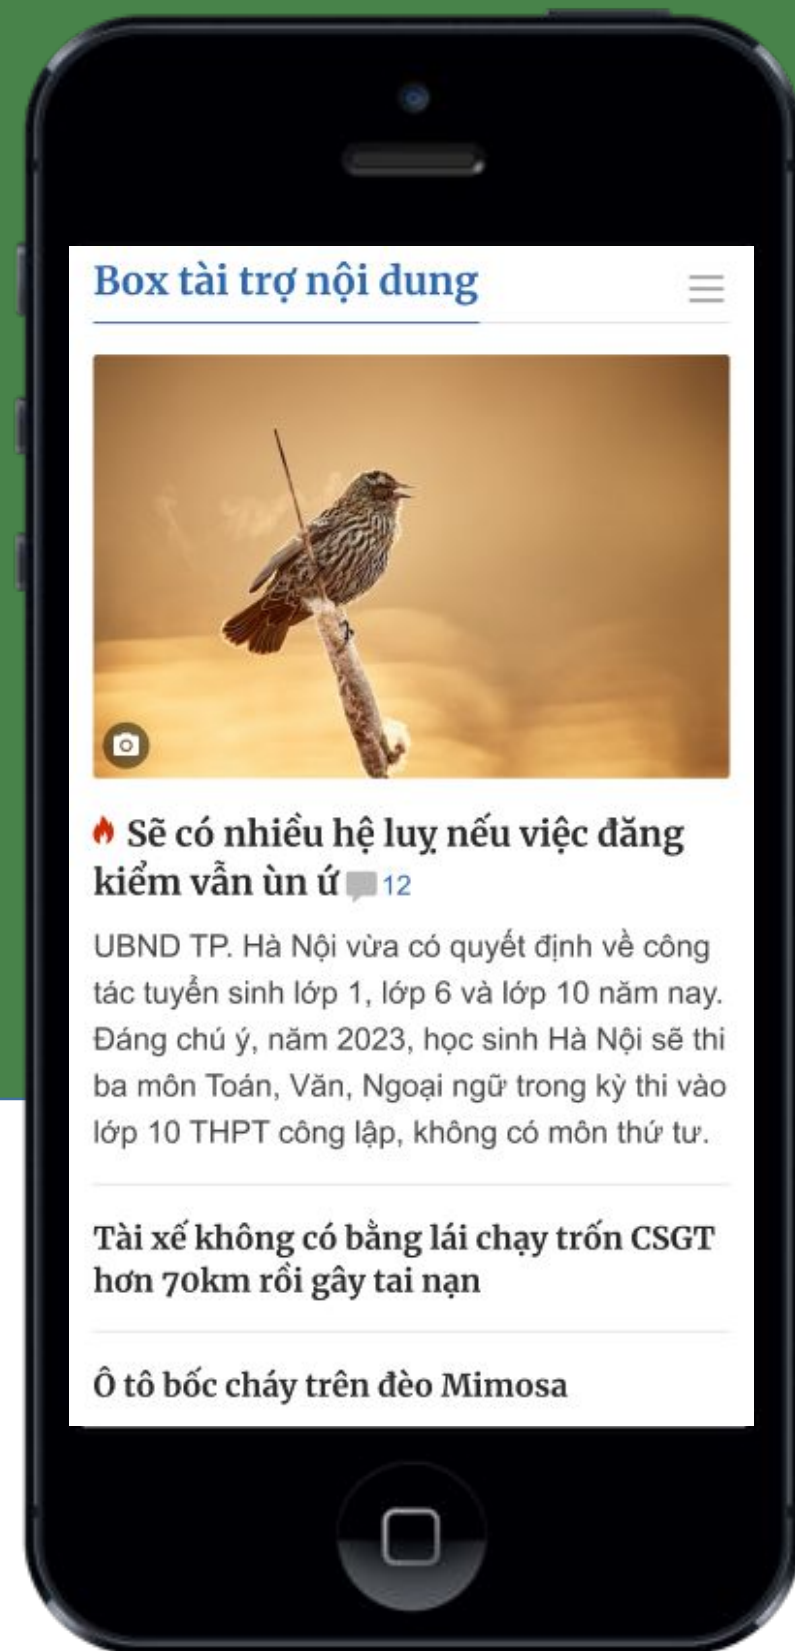 Box tài trợ nội dung
Sẽ có nhiều hệ luỵ nếu việc đăng
kiểm vẫn ùn ứ 12
UBND TP. Hà Nội vừa có quyết định về công
tác tuyển sinh lớp 1, lớp 6 và lớp 10 năm nay.
Đáng chú ý, năm 2023, học sinh Hà Nội sẽ thi
ba môn Toán, Văn, Ngoại ngữ trong kỳ thi vào
lớp 10 THPT công lập, không có môn thứ tư.
Tài xế không có bằng lái chạy trốn CSGT
hơn 70km rồi gây tai nạn
Ô tô bốc cháy trên đèo Mimosa